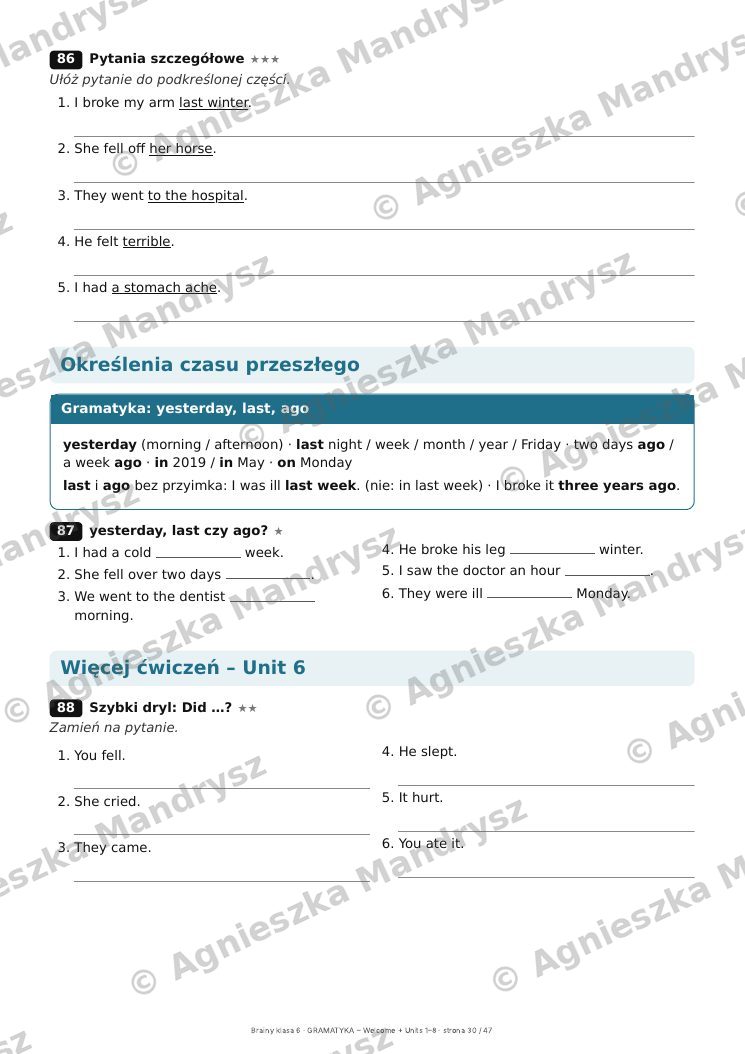 86 Pytania szczegółowe ★★★
Ułóż pytanie do podkreślonej części.
1. I broke my arm last winter.
2. She fell off her horse.
3. They went to the hospital.
4. He felt terrible.
5. I had a stomach ache.
Określenia czasu przeszłego
Gramatyka: yesterday, last, ago
yesterday (morning / afternoon) · last night / week / month / year / Friday · two days ago /
a week ago · in 2019 / in May · on Monday
last i ago bez przyimka: I was ill last week. (nie: in last week) · I broke it three years ago.
87 yesterday, last czy ago? ★
1. I had a cold ____________ week.
2. She fell over two days ____________.
3. We went to the dentist ____________
morning.
4. He broke his leg ____________ winter.
5. I saw the doctor an hour ____________.
6. They were ill ____________ Monday.
Więcej ćwiczeń – Unit 6
88 Szybki dryl: Did …? ★★
Zamień na pytanie.
1. You fell.
2. She cried.
3. They came.
4. He slept.
5. It hurt.
6. You ate it.
Brainy klasa 6 · GRAMATYKA – Welcome + Units 1–8 · strona 30 / 47
© Agnieszka Mandrysz